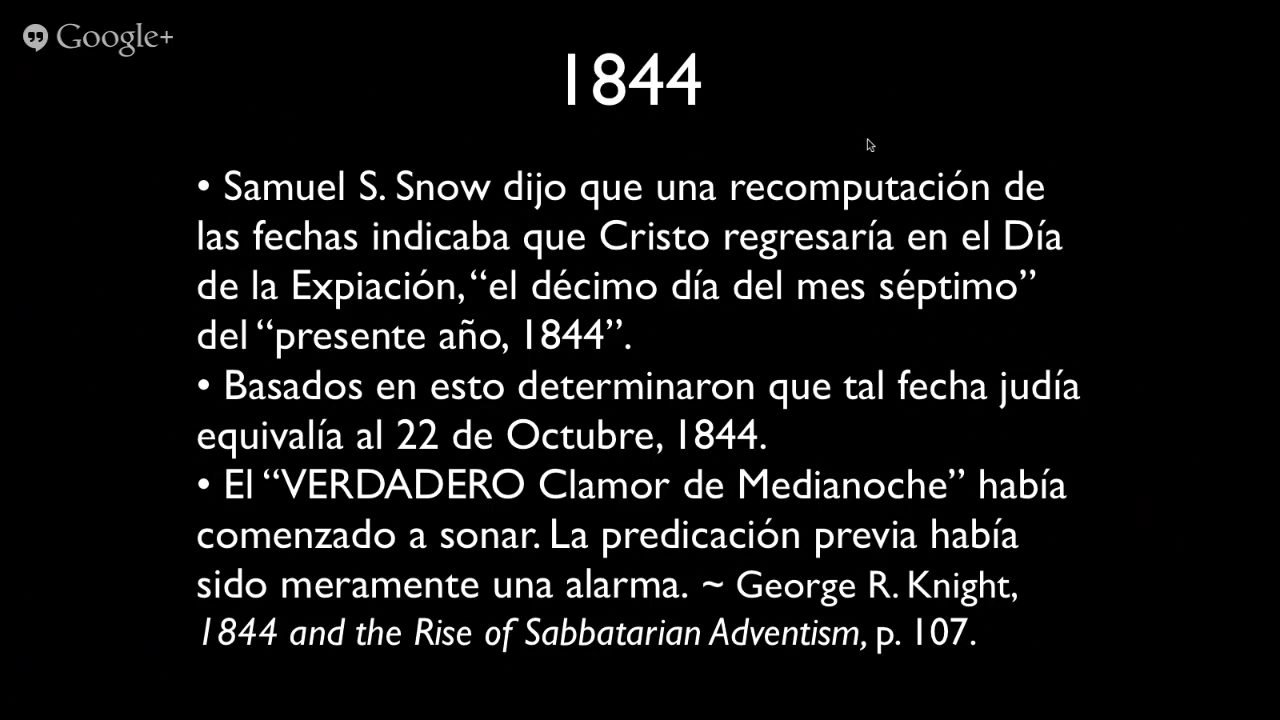 Google+
1844
• Samuel S. Snow dijo que una recomputación de
las fechas indicaba que Cristo regresaría en el Día
de la Expiación, “el décimo día del mes séptimo”
del “presente año, 1844”.
• Basados en esto determinaron que tal fecha judía
equivalía al 22 de Octubre, 1844.
• El “VERDADERO Clamor de Medianoche” había
comenzado a sonar. La predicación previa había
sido meramente una alarma. ~ George R. Knight,
1844 and the Rise of Sabbatarian Adventism, p. 107.